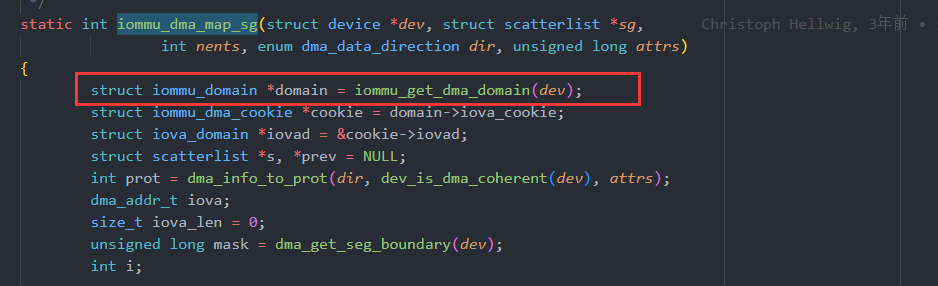 */
static int iommu_dma_map_sg(struct device *dev, struct scatterlist *sg, Christoph Hellwig, 3年前 •
int nents, enum dma_data_direction dir, unsigned long attrs)
{
struct iommu_domain *domain = iommu_get_dma_domain(dev);
struct iommu_dma_cookie *cookie = domain->iova_cookie;
struct iova_domain *iovad = &cookie->iovad;
struct scatterlist *s, *prev = NULL;
int prot = dma_info_to_prot(dir, dev_is_dma_coherent(dev), attrs);
dma_addr_t iova;
size_t iova_len = 0;
unsigned long mask = dma_get_seg_boundary(dev);
int i;